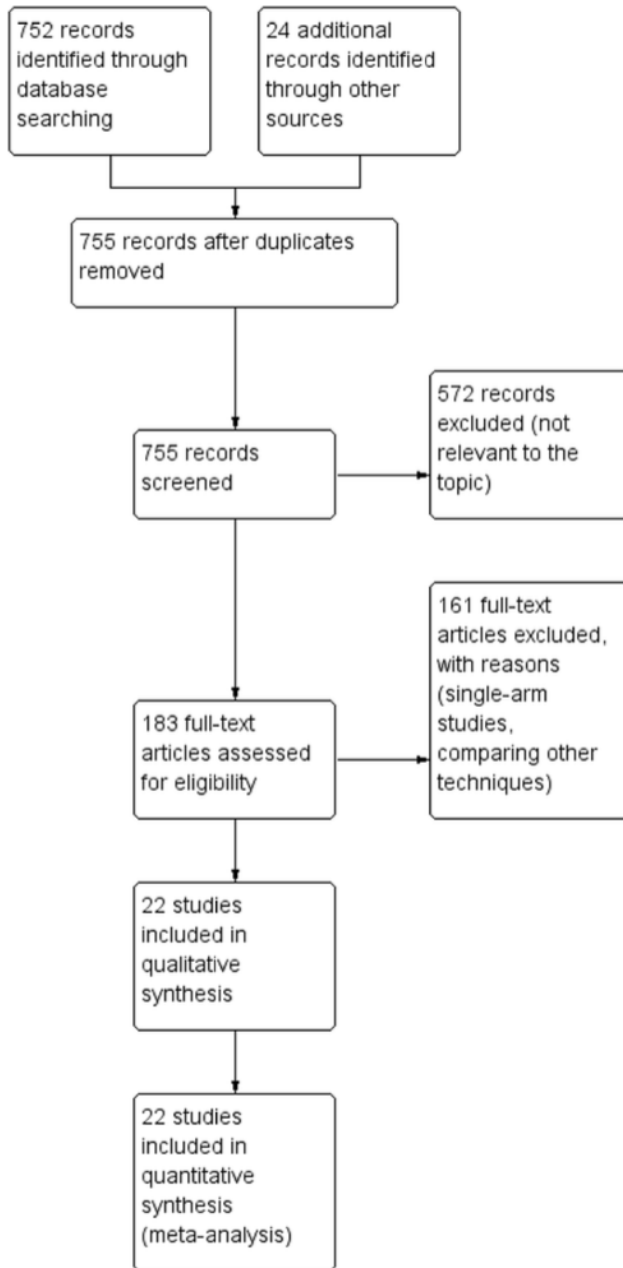 752 records
identified through
database
searching
24 additional
records identified
through other
sources
755 records after duplicates
removed
755 records
screened
572 records
excluded (not
relevant to the
topic)
183 full-text
articles assessed
for eligibility
161 full-text
articles excluded,
with reasons
(single-arm
studies,
comparing other
techniques)
22 studies
included in
qualitative
synthesis
22 studies
included in
quantitative
synthesis
(meta-analysis)